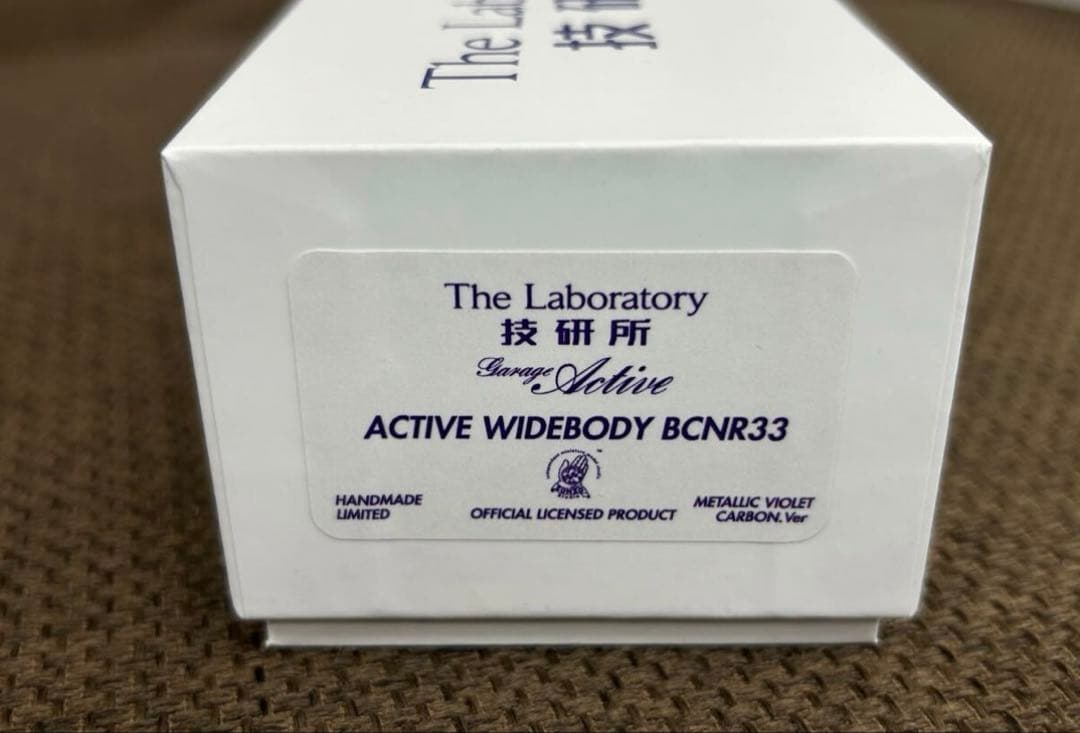 The Lab
技
The Laboratory
技研所
Garage Active
ACTIVE WIDEBODY BCNR33
HANDMADE
LIMITED
OFFICIAL LICENSED PRODUCT
METALLIC VIOLET
CARBON.Ver